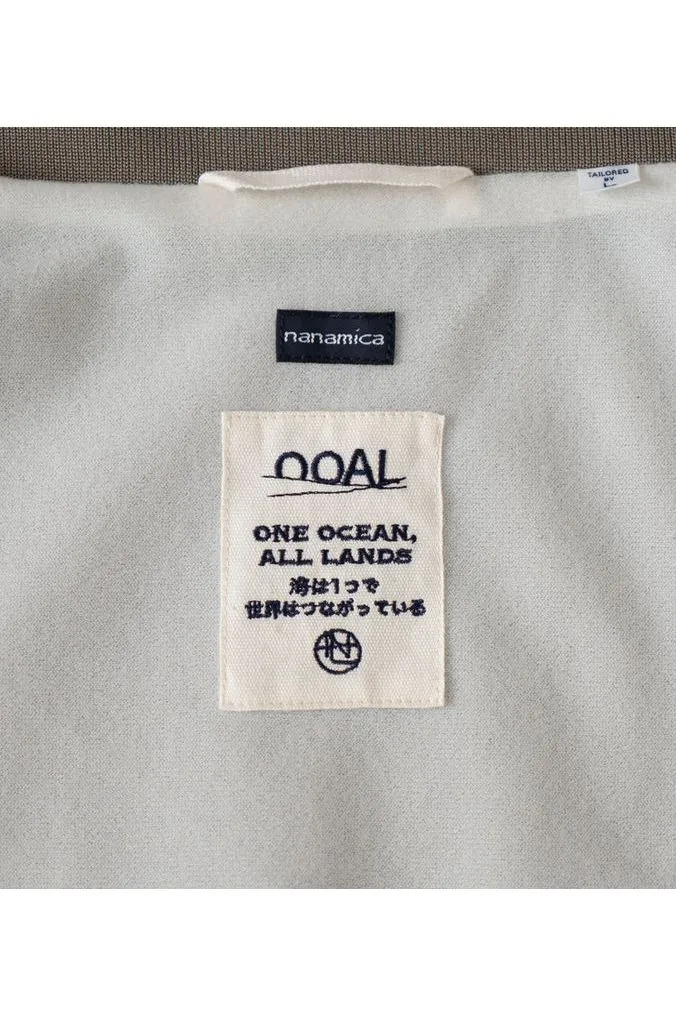 TAILORED
BY
nanamica
OOAL
ONE OCEAN,
ALL LANDS
海は1つで
世界はつながっている